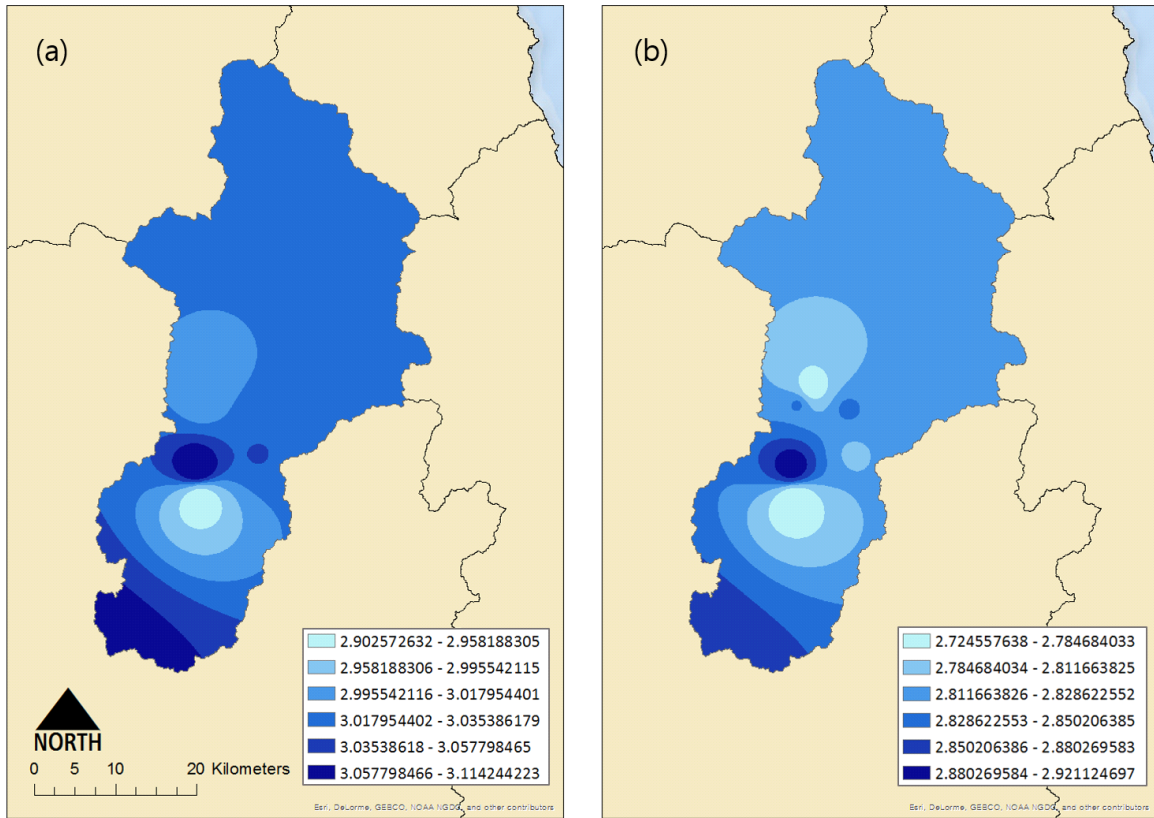 (a)
2.902572632 - 2.958188305
2.958188306 - 2.995542115
2.995542116 - 3.017954401
3.017954402 - 3.035386179
3.03538618 - 3.057798465
3.057798466 - 3.114244223
NORTH
0 5 10 20 Kilometers
Esri, DeLorme, GEBCO, NOAA NGDC, and other contributors
(b)
2.724557638 - 2.784684033
2.784684034 - 2.811663825
2.811663826 - 2.828622552
2.828622553 - 2.850206385
2.850206386 - 2.880269583
2.880269584 - 2.921124697
Esri, DeLorme, GEBCO, NOAA NGDC, and other contributors